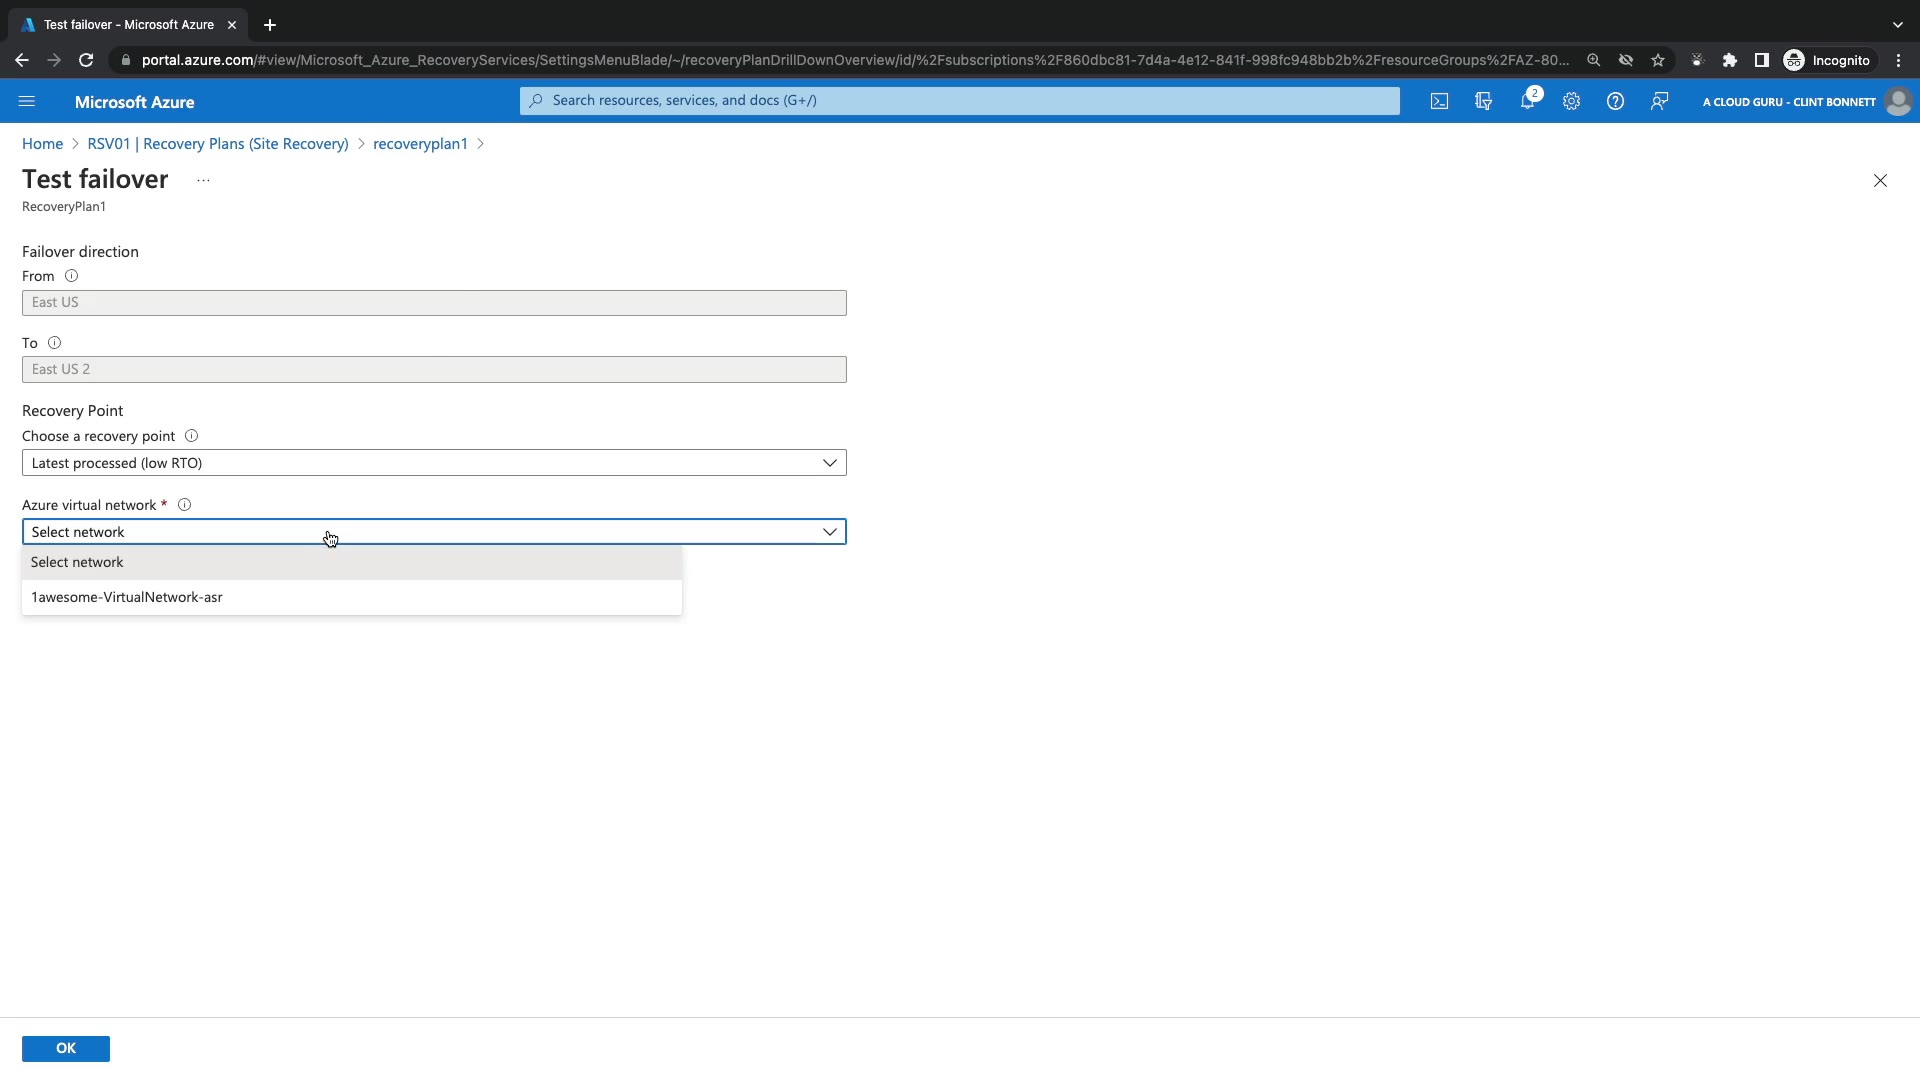 Test failover - Microsoft Azure
portal.azure.com/#view/Microsoft_Azure_RecoveryServices/SettingsMenuBlade/~/recoveryPlanDrillDownOverview/id/%2Fsubscriptions%2F860dbc81-7d4a-4e12-841f-998fc948bb2b%2FresourceGroups%2FAZ-80...
Incognito
Microsoft Azure
Search resources, services, and docs (G+/)
2
A CLOUD GURU - CLINT BONNETT
Home > RSV01 | Recovery Plans (Site Recovery) > recoveryplan1 >
Test failover ...
RecoveryPlan1
Failover direction
From
East US
To
East US 2
Recovery Point
Choose a recovery point
Latest processed (low RTO)
Azure virtual network *
Select network
Select network
1awesome-VirtualNetwork-asr
OK